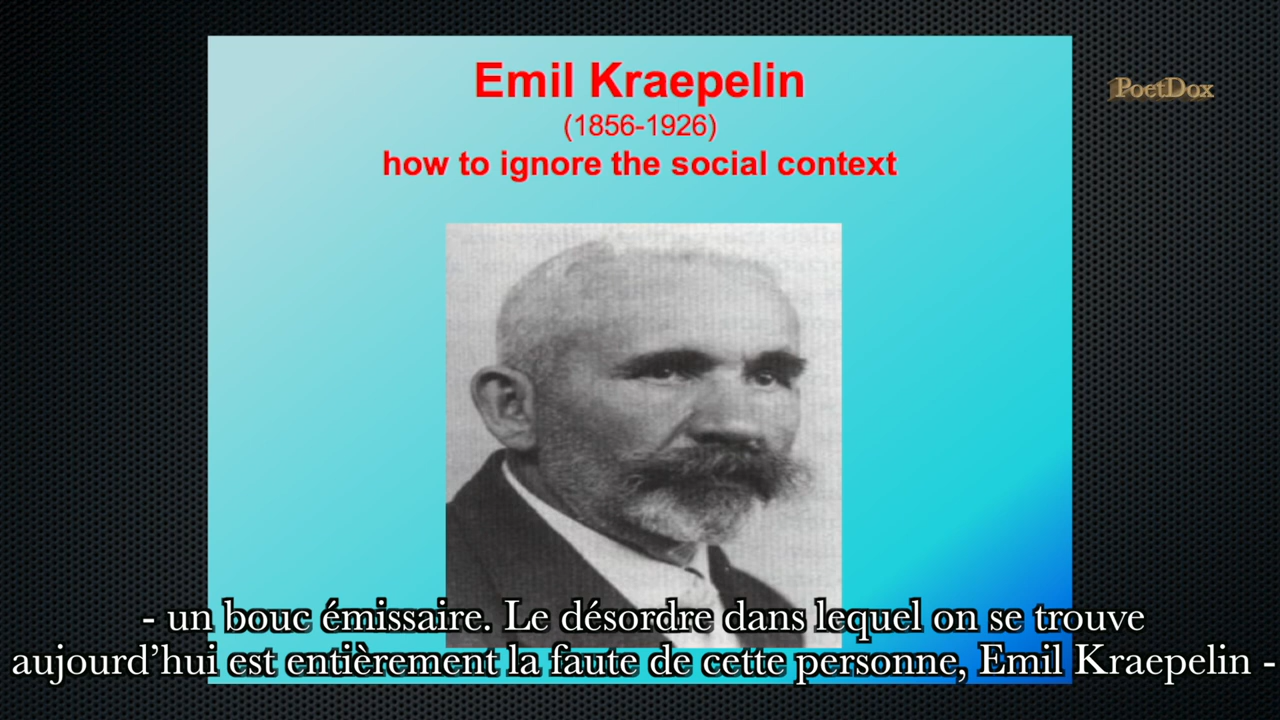 Emil Kraepelin
(1856-1926)
how to ignore the social context
PoetDox
- un bouc émissaire. Le désordre dans lequel on se trouve
aujourd’hui est entièrement la faute de cette personne, Emil Kraepelin -